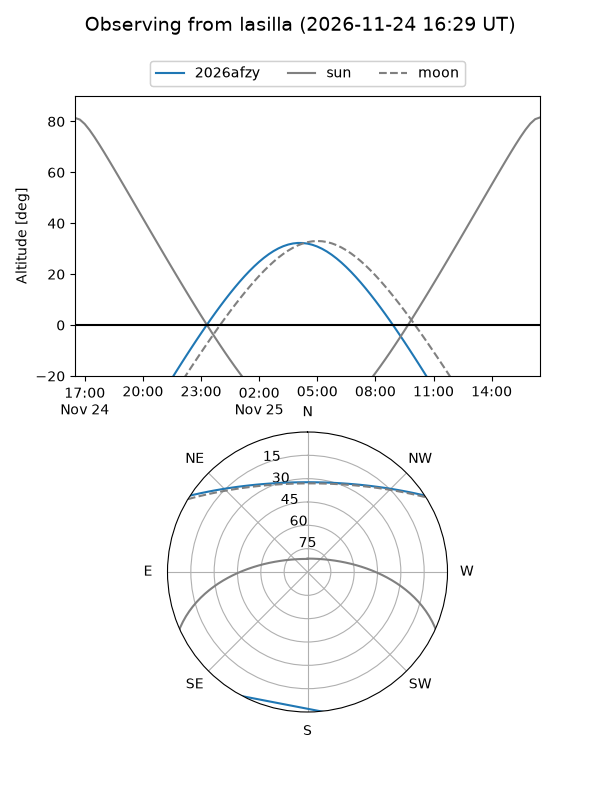 Observing from lasilla (2026-11-24 16:29 UT)
2026afzy sun moon
Altitude [deg]
80
60
40
20
0
−20
17:00 20:00 23:00 02:00 05:00 08:00 11:00 14:00
Nov 24 Nov 25
N
NE NW
15
30
45
60
75
E W
SE SW
S